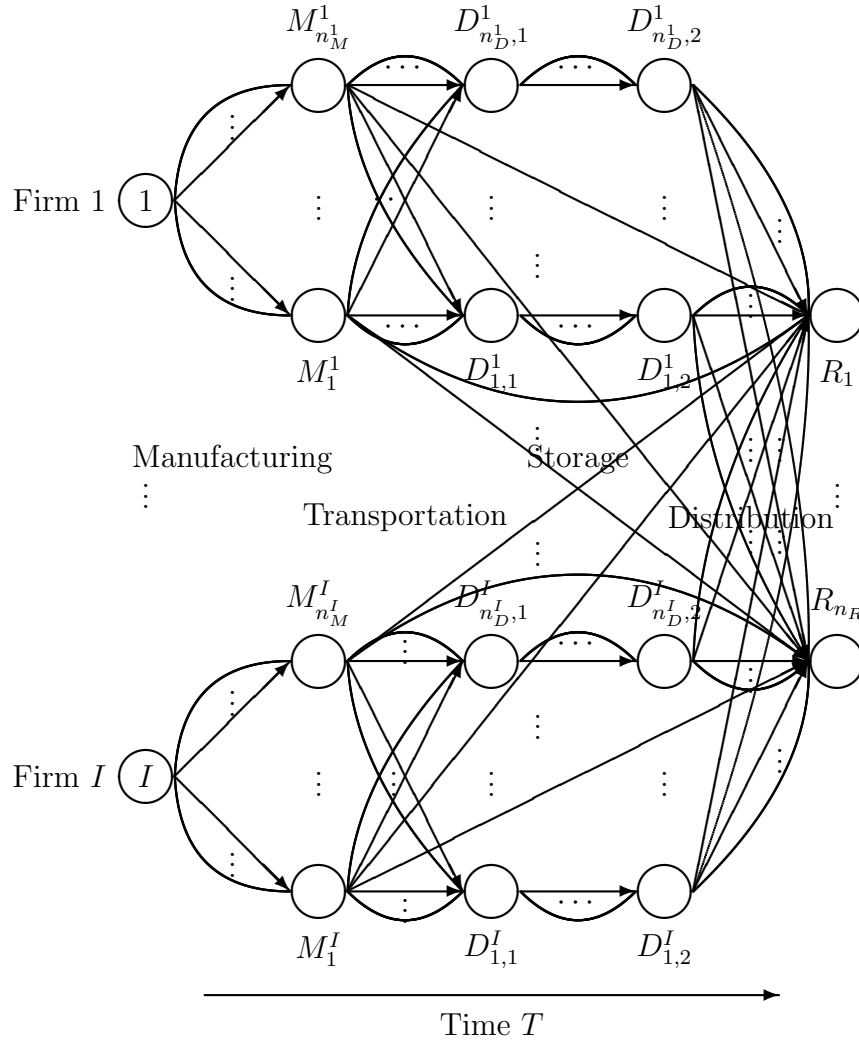 M^1_{n^1_M} D^1_{n^1_D,1} D^1_{n^1_D,2}
Firm 1 1
M^1_1 D^1_{1,1} D^1_{1,2} R_1
Manufacturing Storage
Transportation Distribution
M^I_{n^I_M} D^I_{n^I_D,1} D^I_{n^I_D,2} R_{n_R}
Firm I I
M^I_1 D^I_{1,1} D^I_{1,2}
Time T